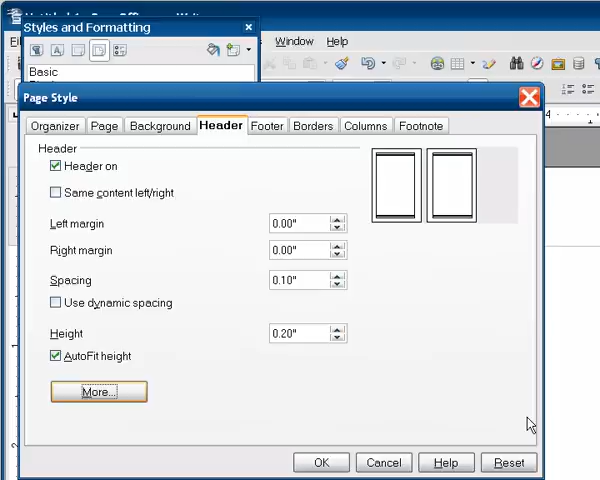 Styles and Formatting
Window Help
Basic
Page Style
Organizer Page Background Header Footer Borders Columns Footnote
Header
Header on
Same content left/right
Left margin 0.00"
Right margin 0.00"
Spacing 0.10"
Use dynamic spacing
Height 0.20"
AutoFit height
More...
OK Cancel Help Reset